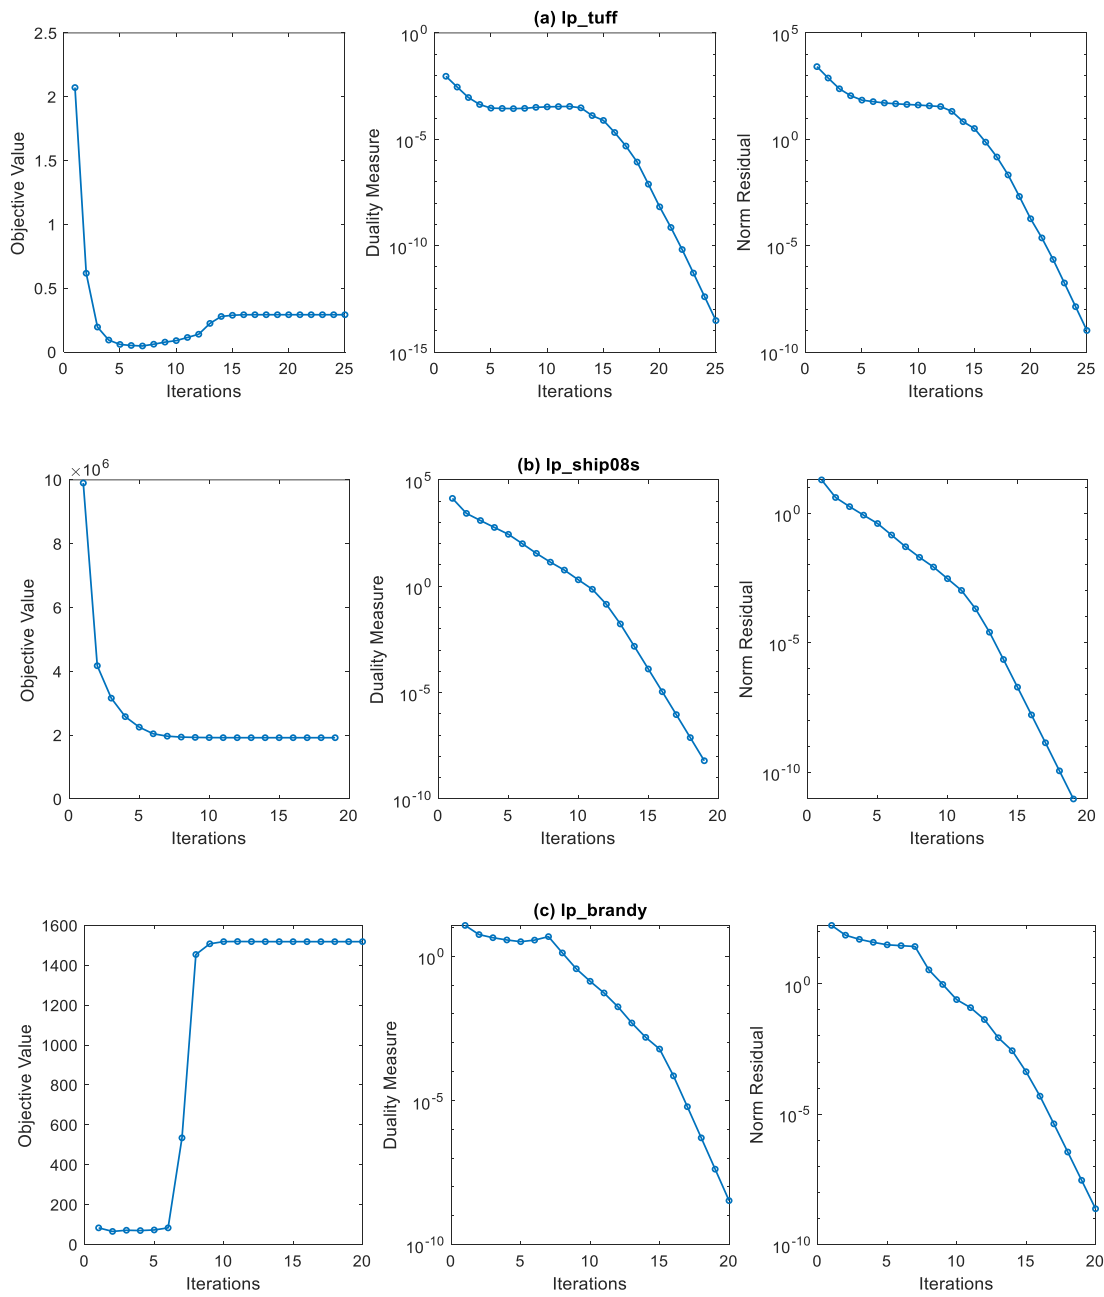 (a) lp_tuff
2.5
2
1.5
1
0.5
0
0 5 10 15 20 25
Objective Value
Iterations
10^0
10^-5
10^-10
10^-15
0 5 10 15 20 25
Duality Measure
Iterations
10^5
10^0
10^-5
10^-10
0 5 10 15 20 25
Norm Residual
Iterations
(b) lp_ship08s
×10^6
10
8
6
4
2
0
0 5 10 15 20
Objective Value
Iterations
10^5
10^0
10^-5
10^-10
0 5 10 15 20
Duality Measure
Iterations
10^0
10^-5
10^-10
0 5 10 15 20
Norm Residual
Iterations
(c) lp_brandy
1600
1400
1200
1000
800
600
400
200
0
0 5 10 15 20
Objective Value
Iterations
10^0
10^-5
10^-10
0 5 10 15 20
Duality Measure
Iterations
10^0
10^-5
10^-10
0 5 10 15 20
Norm Residual
Iterations